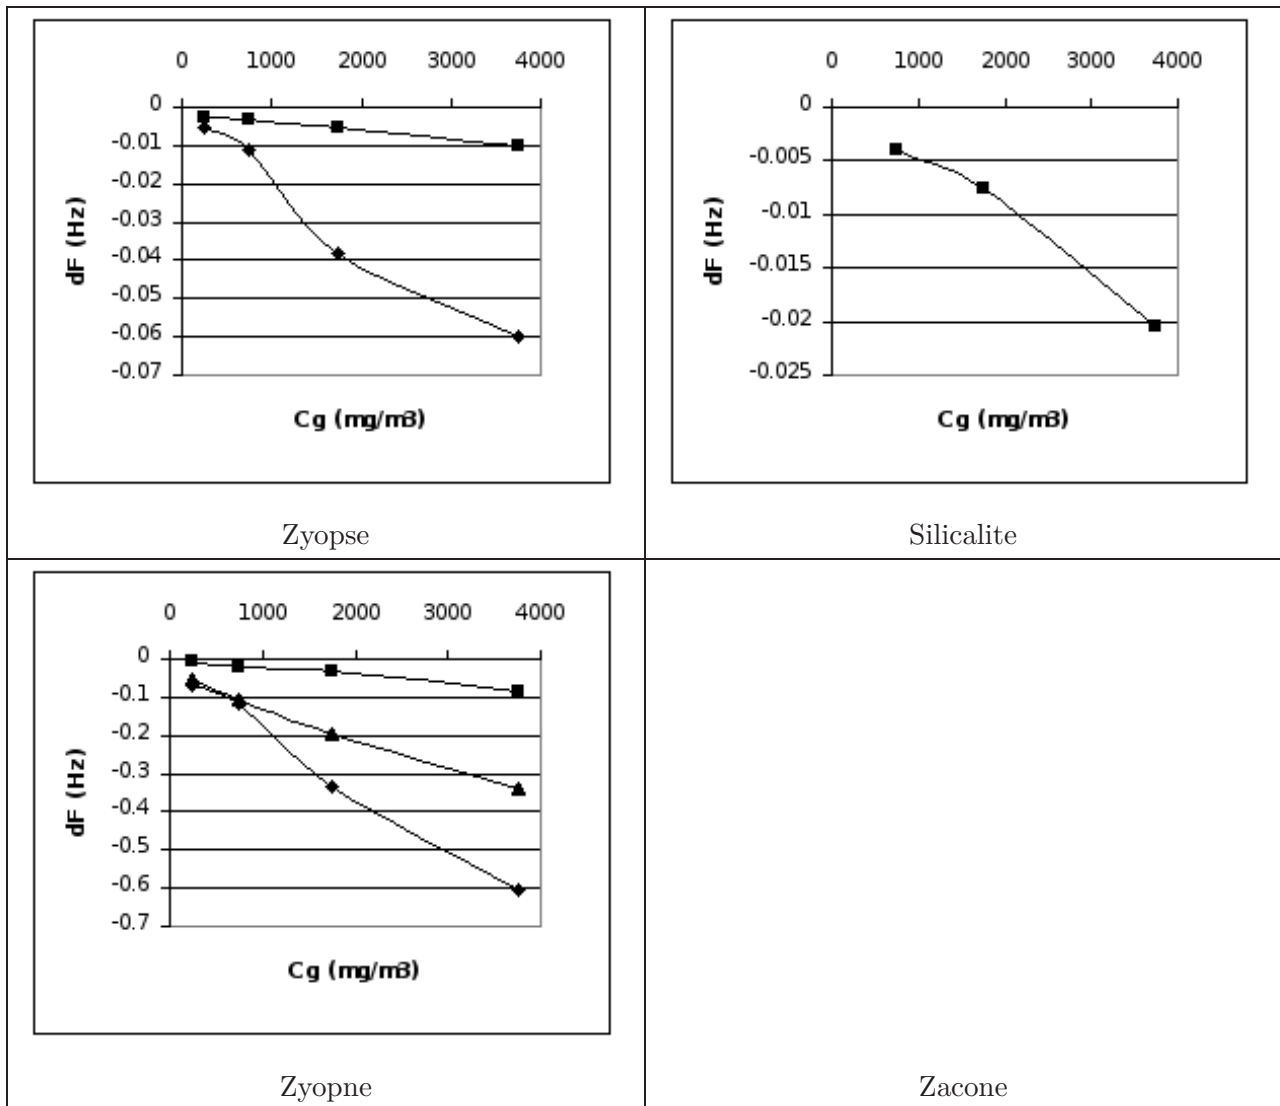 0 1000 2000 3000 4000
0
-0.01
-0.02
-0.03
-0.04
-0.05
-0.06
-0.07
dF (Hz)
Cg (mg/m3)
Zyopse
0 1000 2000 3000 4000
0
-0.005
-0.01
-0.015
-0.02
-0.025
dF (Hz)
Cg (mg/m3)
Silicalite
0 1000 2000 3000 4000
0
-0.1
-0.2
-0.3
-0.4
-0.5
-0.6
-0.7
dF (Hz)
Cg (mg/m3)
Zyopne
Zacone